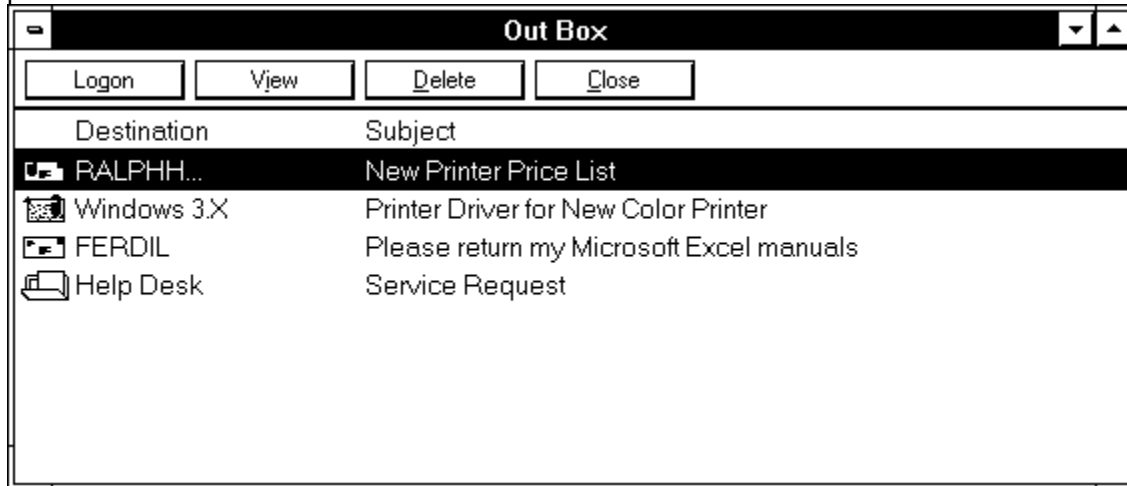 Out Box
Logon View Delete Close
Destination Subject
RALPHH... New Printer Price List
Windows 3.X Printer Driver for New Color Printer
FERDIL Please return my Microsoft Excel manuals
Help Desk Service Request